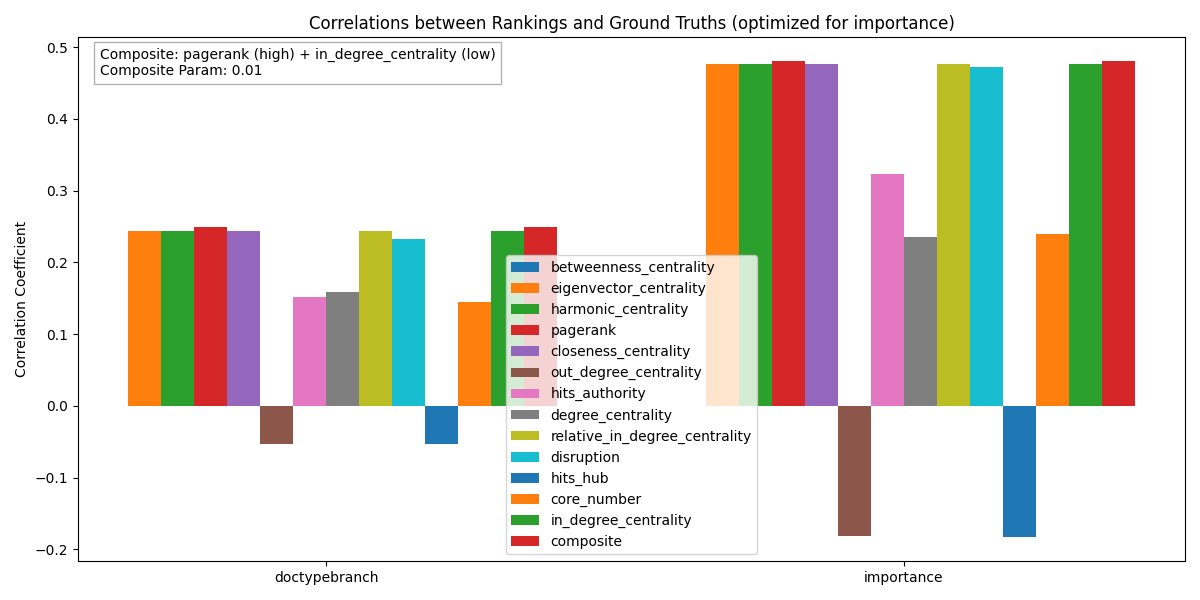 Correlations between Rankings and Ground Truths (optimized for importance)
Composite: pagerank (high) + in_degree_centrality (low)
Composite Param: 0.01
Correlation Coefficient
0.5
0.4
0.3
0.2
0.1
0.0
−0.1
−0.2
betweenness_centrality
eigenvector_centrality
harmonic_centrality
pagerank
closeness_centrality
out_degree_centrality
hits_authority
degree_centrality
relative_in_degree_centrality
disruption
hits_hub
core_number
in_degree_centrality
composite
doctypebranch
importance